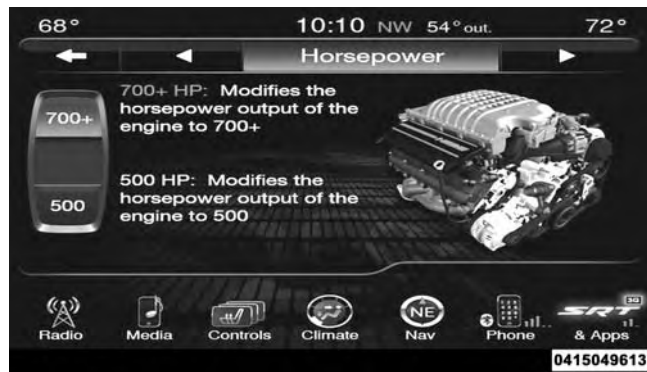 68° 10:10 NW 54° out. 72°
Horsepower
700+
500
700+ HP: Modifies the
horsepower output of the
engine to 700+
500 HP: Modifies the
horsepower output of the
engine to 500
NE
3G
SRT
Radio Media Controls Climate Nav Phone & Apps
0415049613